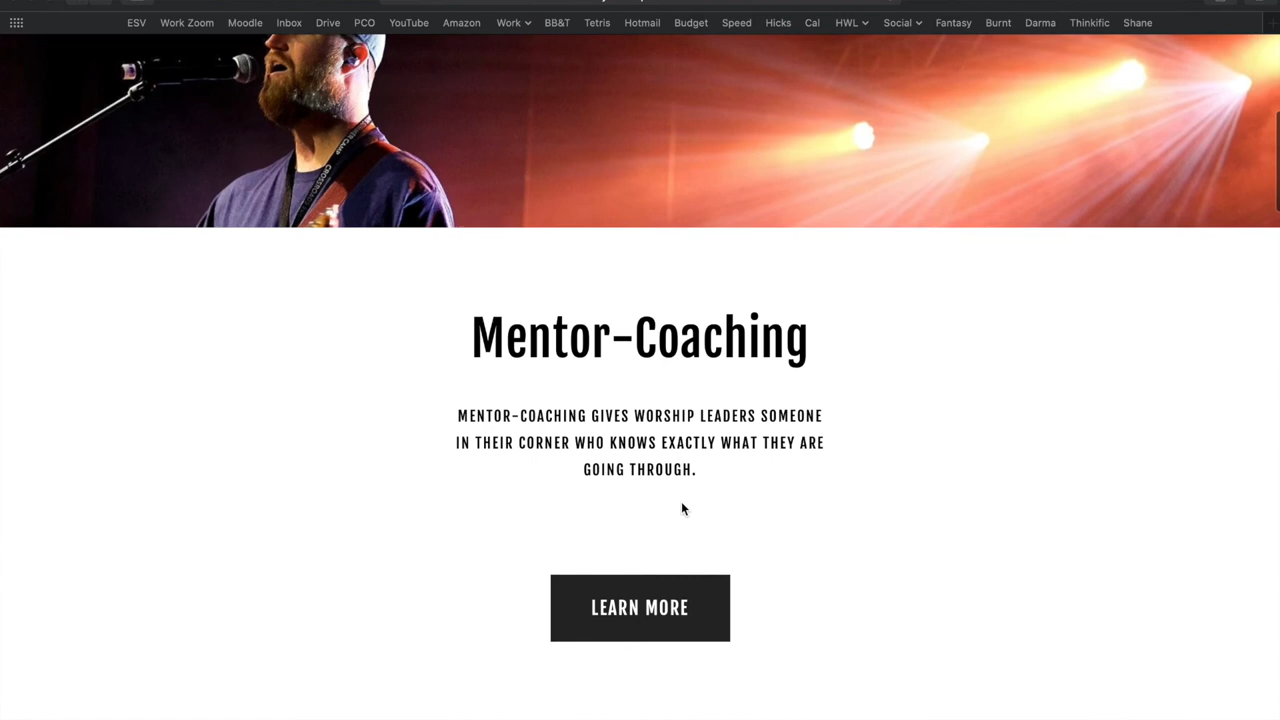 ESV Work Zoom Moodle Inbox Drive PCO YouTube Amazon Work BB&T Tetris Hotmail Budget Speed Hicks Cal HWL Social Fantasy Burnt Darma Thinkific Shane
Mentor-Coaching
MENTOR-COACHING GIVES WORSHIP LEADERS SOMEONE
IN THEIR CORNER WHO KNOWS EXACTLY WHAT THEY ARE
GOING THROUGH.
LEARN MORE